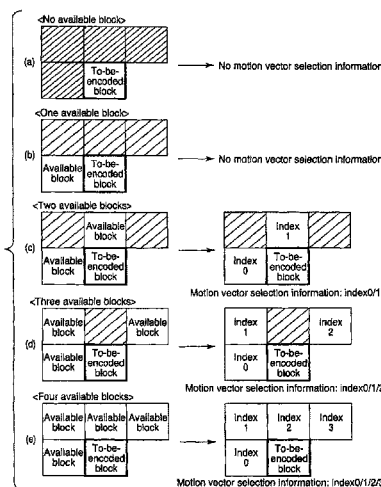 <No available block>
(a)
To-be-
encoded
block
No motion vector selection information
<One available block>
(b)
Available
block
To-be-
encoded
block
No motion vector selection information
<Two available blocks>
(c)
Available
block
Available
block
To-be-
encoded
block
Index
1
Index
0
To-be-
encoded
block
Motion vector selection information: index0/1
<Three available blocks>
(d)
Available
block
Available
block
Available
block
To-be-
encoded
block
Index
1
Index
2
Index
0
To-be-
encoded
block
Motion vector selection information: index0/1/2
<Four available blocks>
(e)
Available
block
Available
block
Available
block
Available
block
To-be-
encoded
block
Index
1
Index
2
Index
3
Index
0
To-be-
encoded
block
Motion vector selection information: index0/1/2/3